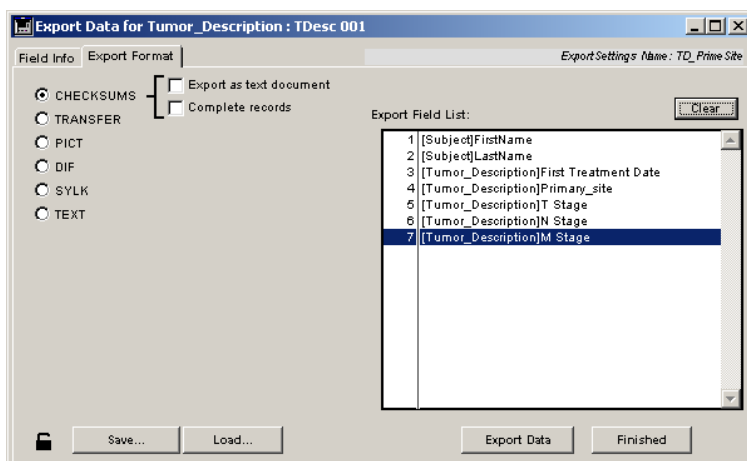 Export Data for Tumor_Description : TDesc 001
Field Info
Export Format
Export Settings Name : TD_Prime Site
CHECKSUMS
TRANSFER
PICT
DIF
SYLK
TEXT
Export as text document
Complete records
Export Field List:
Clear
1 [Subject]FirstName
2 [Subject]LastName
3 [Tumor_Description]First Treatment Date
4 [Tumor_Description]Primary_site
5 [Tumor_Description]T Stage
6 [Tumor_Description]N Stage
7 [Tumor_Description]M Stage
Save...
Load...
Export Data
Finished